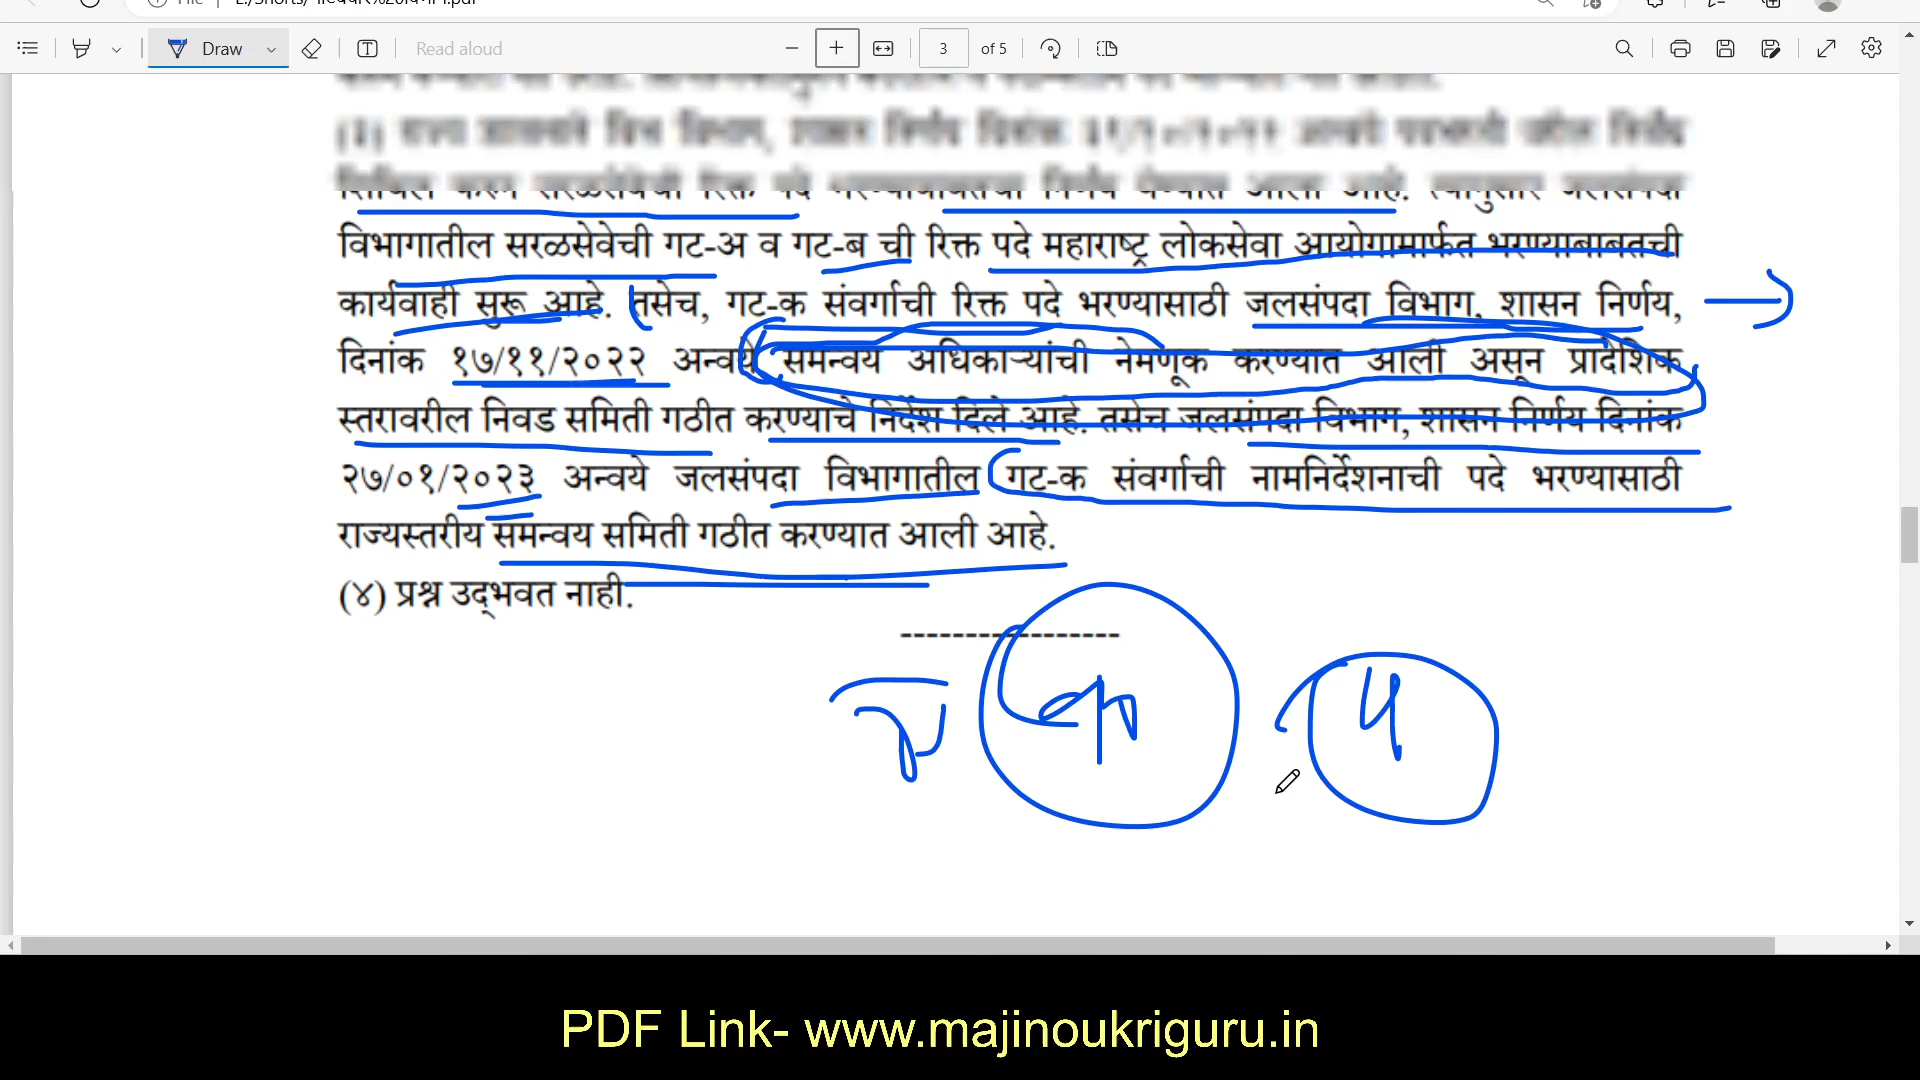 File
Draw
Read aloud
3 of 5
विभागातील सरळसेवेची गट-अ व गट-ब ची रिक्त पदे महाराष्ट्र लोकसेवा आयोगामार्फत भरण्याबाबतची
कार्यवाही सुरू आहे. तसेच, गट-क संवर्गाची रिक्त पदे भरण्यासाठी जलसंपदा विभाग, शासन निर्णय,
दिनांक १७/११/२०२२ अन्वये समन्वय अधिकाऱ्यांची नेमणूक करण्यात आली असून प्रादेशिक
स्तरावरील निवड समिती गठीत करण्याचे निर्देश दिले आहे. तसेच जलसंपदा विभाग, शासन निर्णय दिनांक
२७/०१/२०२३ अन्वये जलसंपदा विभागातील गट-क संवर्गाची नामनिर्देशनाची पदे भरण्यासाठी
राज्यस्तरीय समन्वय समिती गठीत करण्यात आली आहे.
(४) प्रश्न उद्‌भवत नाही.
-----------------
क
PDF Link- www.majinoukriguru.in